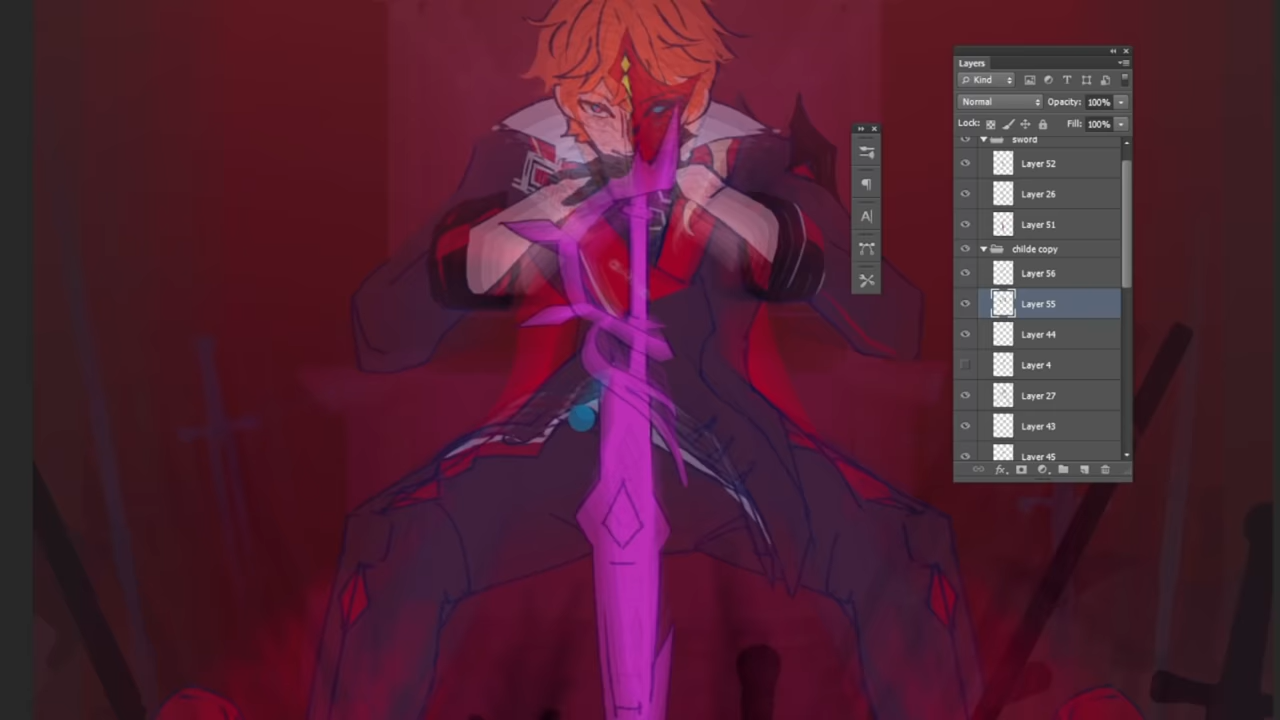 Layers
Kind
Normal Opacity: 100%
Lock: Fill: 100%
sword
Layer 52
Layer 26
Layer 51
childe copy
Layer 56
Layer 55
Layer 44
Layer 4
Layer 27
Layer 43
Layer 45